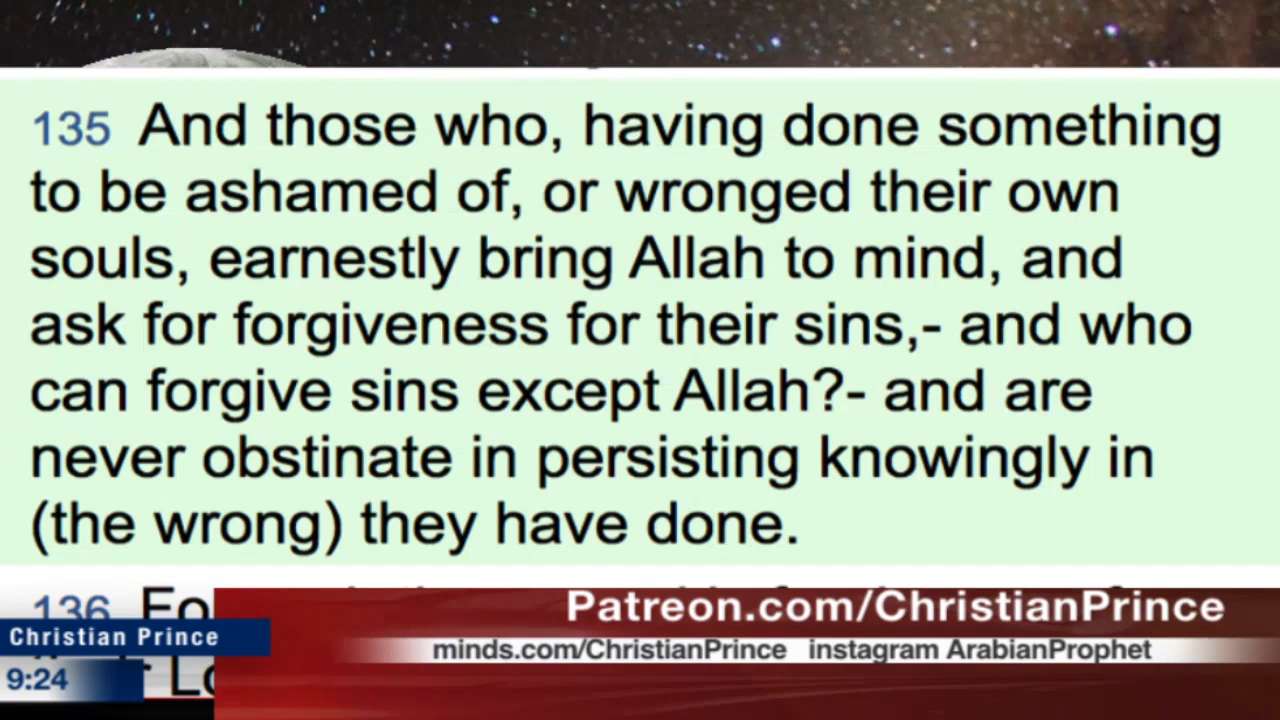 135 And those who, having done something
to be ashamed of, or wronged their own
souls, earnestly bring Allah to mind, and
ask for forgiveness for their sins,- and who
can forgive sins except Allah?- and are
never obstinate in persisting knowingly in
(the wrong) they have done.
136 Fo
Patreon.com/ChristianPrince
Christian Prince
minds.com/ChristianPrince instagram ArabianProphet
9:24